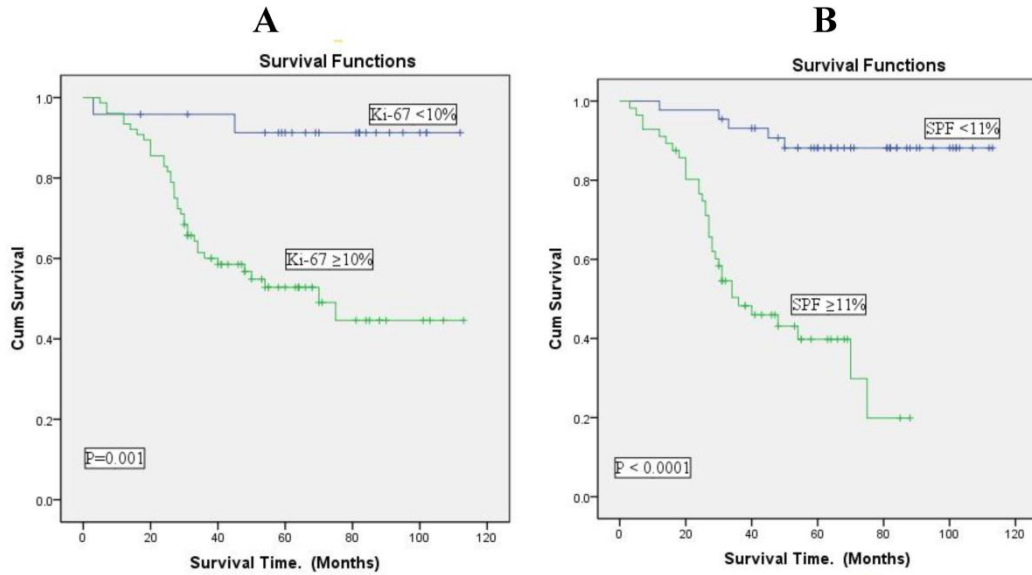 A
Survival Functions
Cum Survival
1.0
0.8
0.6
0.4
0.2
0.0
Ki-67 <10%
Ki-67 ≥10%
P=0.001
0 20 40 60 80 100 120
Survival Time. (Months)
B
Survival Functions
Cum Survival
1.0
0.8
0.6
0.4
0.2
0.0
SPF <11%
SPF ≥11%
P < 0.0001
0 20 40 60 80 100 120
Survival Time. (Months)